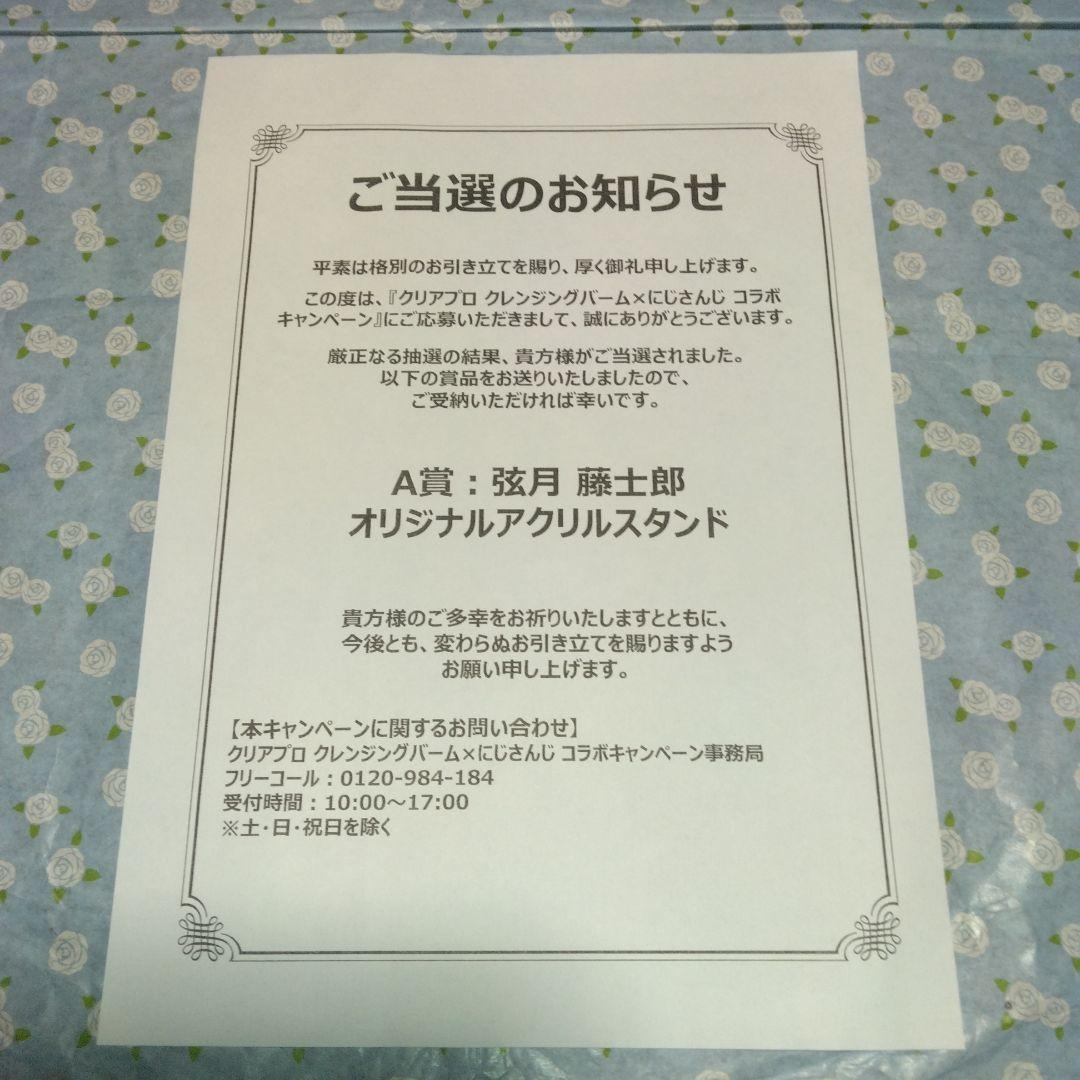 ご当選のお知らせ
平素は格別のお引き立てを賜り、厚く御礼申し上げます。
この度は、『クリアプロ クレンジングバーム×にじさんじ コラボ
キャンペーン』にご応募いただきまして、誠にありがとうございます。
厳正なる抽選の結果、貴方様がご当選されました。
以下の賞品をお送りいたしましたので、
ご受納いただければ幸いです。
A賞：弦月 藤士郎
オリジナルアクリルスタンド
貴方様のご多幸をお祈りいたしますとともに、
今後とも、変わらぬお引き立てを賜りますよう
お願い申し上げます。
【本キャンペーンに関するお問い合わせ】
クリアプロ クレンジングバーム×にじさんじ コラボキャンペーン事務局
フリーコール：0120-984-184
受付時間：10:00～17:00
※土・日・祝日を除く